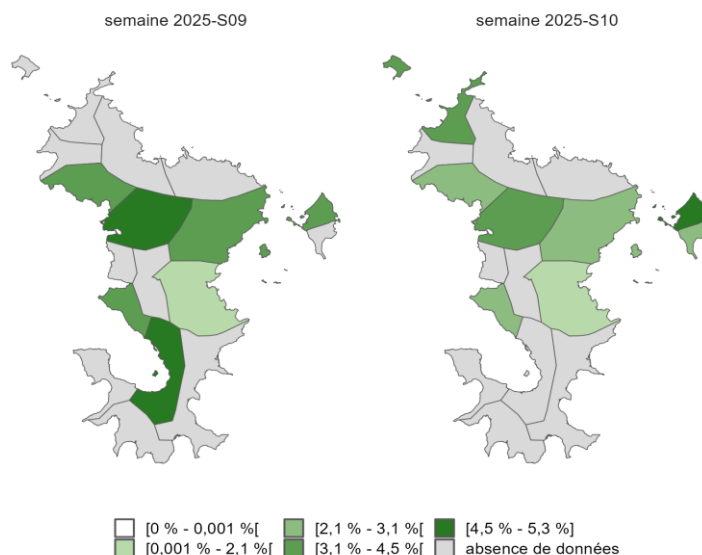 semaine 2025-S09
semaine 2025-S10
[0 % - 0,001 %[
[2,1 % - 3,1 %[
[4,5 % - 5,3 %]
[0,001 % - 2,1 %[
[3,1 % - 4,5 %[
absence de données